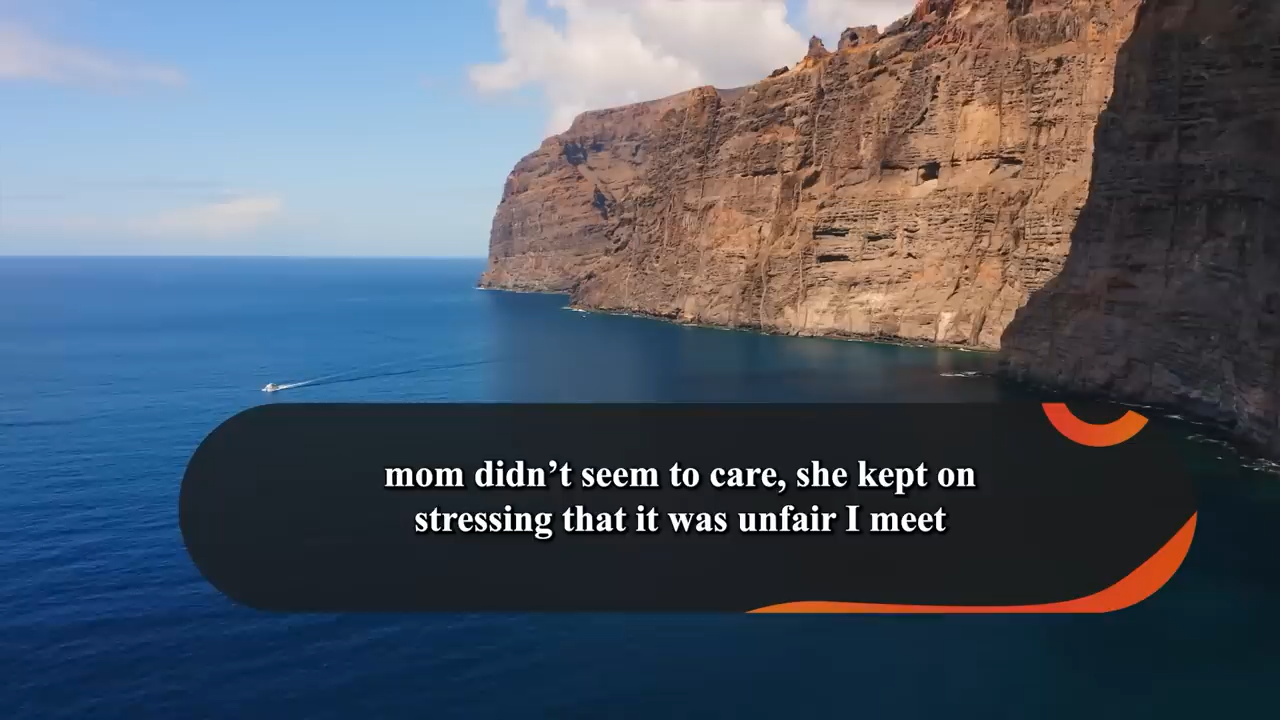 mom didn’t seem to care, she kept on
stressing that it was unfair I meet